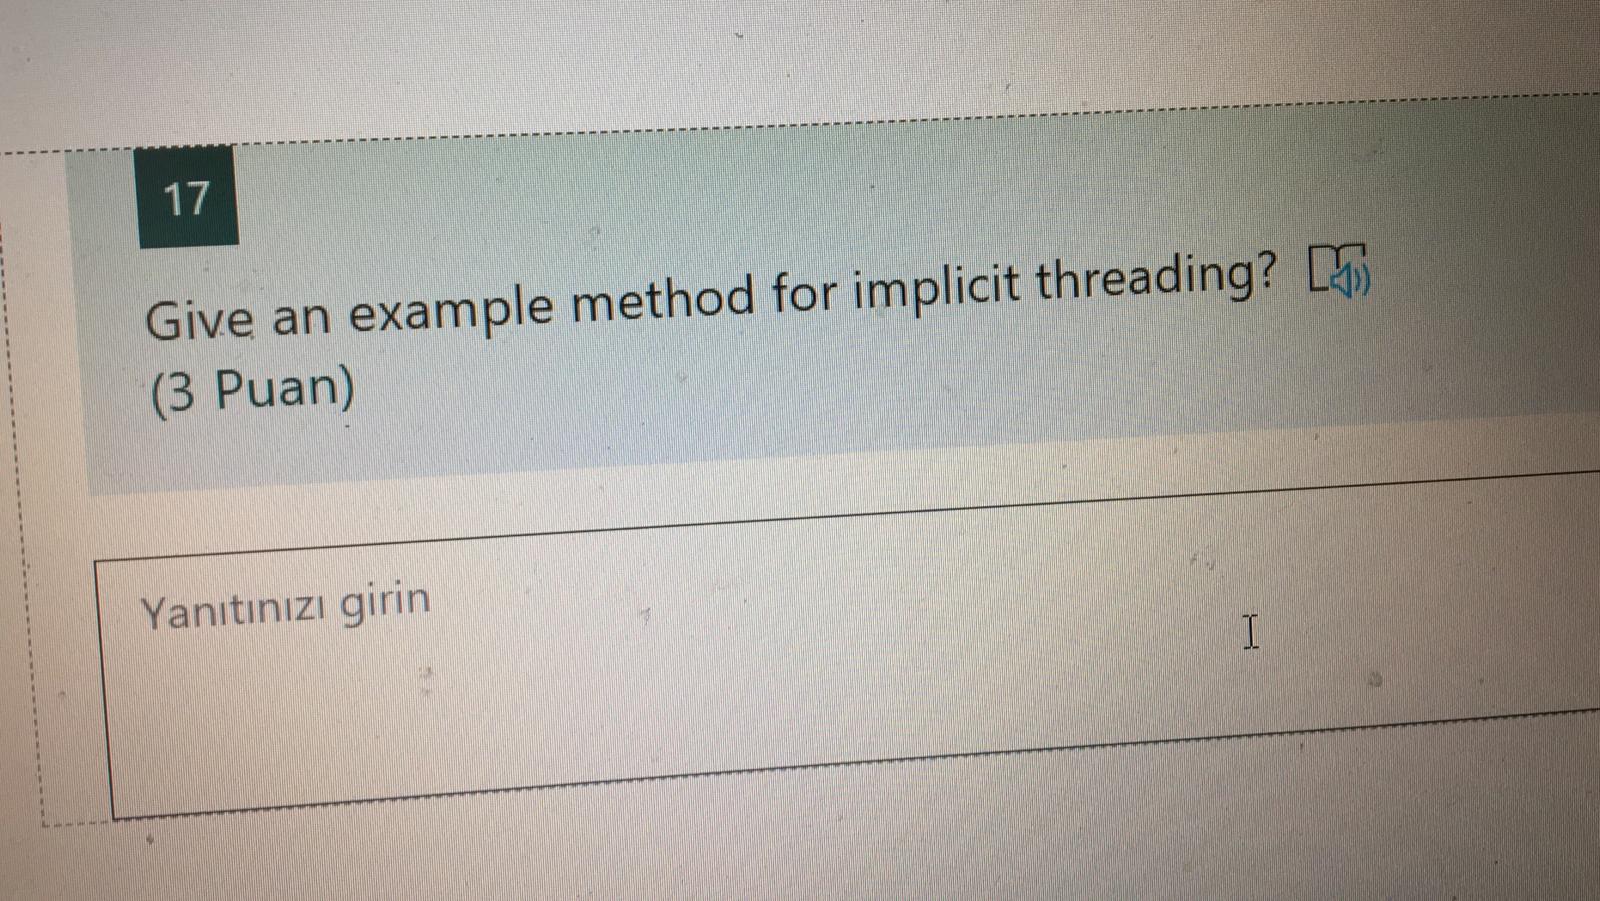 17
Give an example method for implicit threading?
(3 Puan)
Yanıtınızı girin